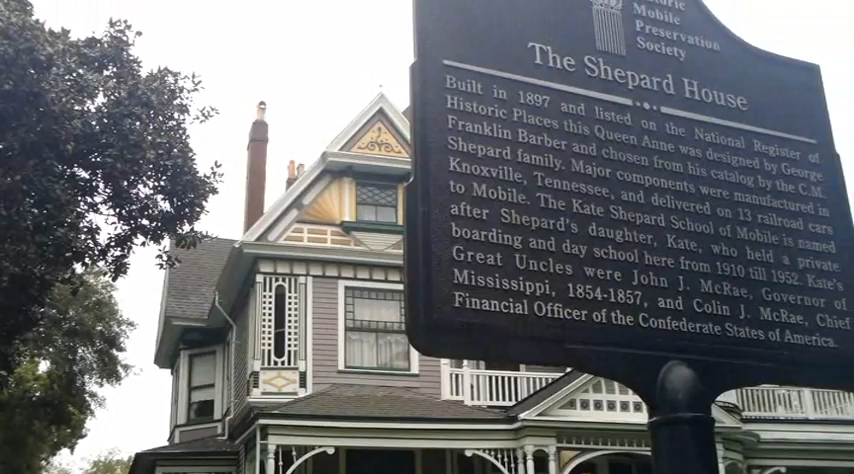 Mobile
Preservation
Society
The Shepard House
Built in 1897 and listed on the National Register of
Historic Places this Queen Anne was designed by George
Franklin Barber and chosen from his catalog by the C.M.
Shepard family. Major components were manufactured in
Knoxville, Tennessee, and delivered on 13 railroad cars
to Mobile. The Kate Shepard School of Mobile is named
after Shepard's daughter, Kate, who held a private
boarding and day school here from 1910 till 1952. Kate's
Great Uncles were John J. McRae, Governor of
Mississippi, 1854-1857, and Colin J. McRae, Chief
Financial Officer of the Confederate States of America.